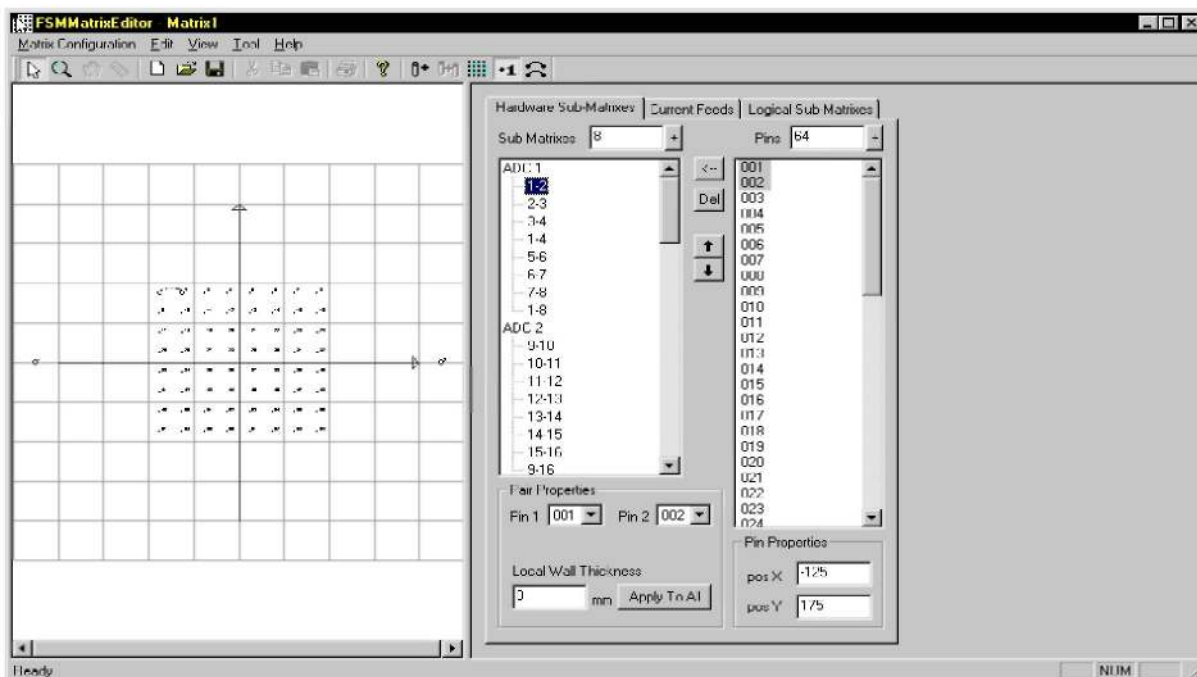 FSMMatrixEditor - Matrix1
Matrix Configuration Edit View Tool Help
Hardware Sub-Matrixes Current Feeds Logical Sub Matrixes
Sub Matrixes 8 + Pins 64 +
ADC 1
1-2
2-3
3-4
1-4
5-6
6-7
7-8
1-8
ADC 2
9-10
10-11
11-12
12-13
13-14
14-15
15-16
9-16
<--
Del
001
002
003
004
005
006
007
008
009
010
011
012
013
014
015
016
017
018
019
020
021
022
023
024
Pair Properties
Pin 1 001 Pin 2 002
Local Wall Thickness
mm Apply To All
Pin Properties
pos X -125
pos Y 175
Ready NUM